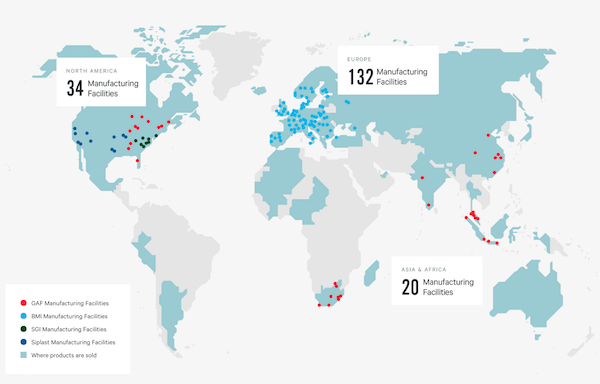 NORTH AMERICA
34 Manufacturing
Facilities
EUROPE
132 Manufacturing
Facilities
ASIA & AFRICA
20 Manufacturing
Facilities
GAF Manufacturing Facilities
BMI Manufacturing Facilities
SGI Manufacturing Facilities
Siplast Manufacturing Facilities
Where products are sold